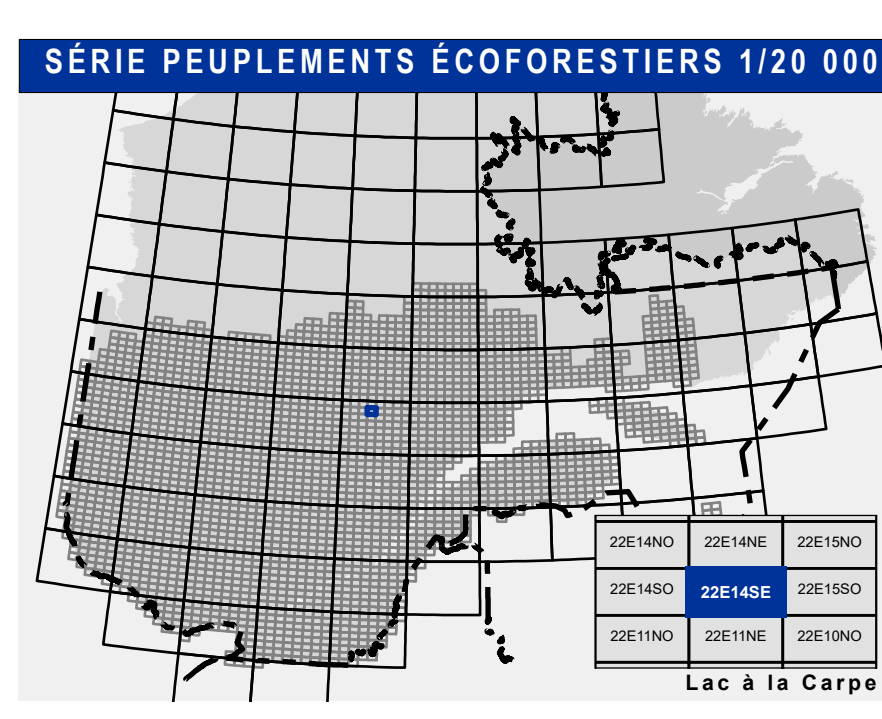 SÉRIE PEUPLEMENTS ÉCOFORESTIERS 1/20 000
22E14NO 22E14NE 22E15NO
22E14SO 22E14SE 22E15SO
22E11NO 22E11NE 22E10NO
Lac à la Carpe